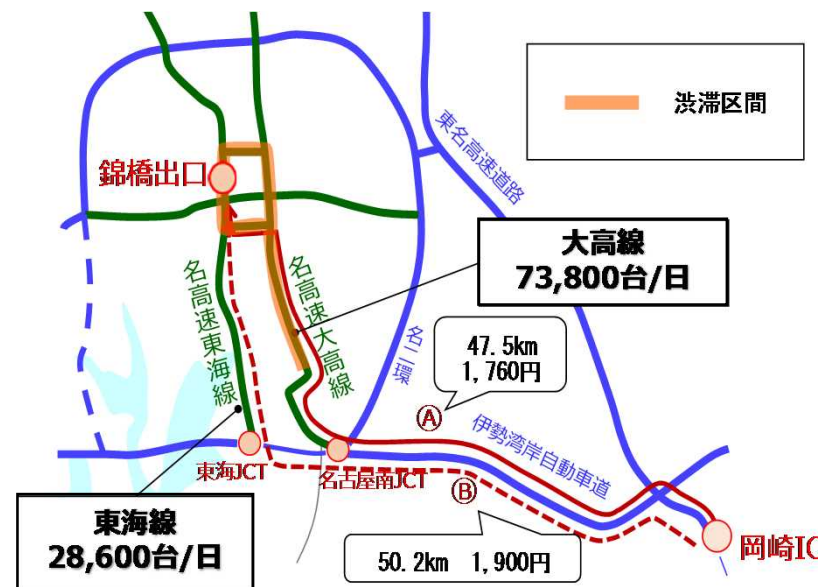 渋滞区間
東名高速道路
錦橋出口
大高線
73,800台/日
名高速東海線
名高速大高線
名二環
47.5km
1,760円
Ⓐ
伊勢湾岸自動車道
東海JCT
名古屋南JCT
Ⓑ
岡崎IC
東海線
28,600台/日
50.2km 1,900円